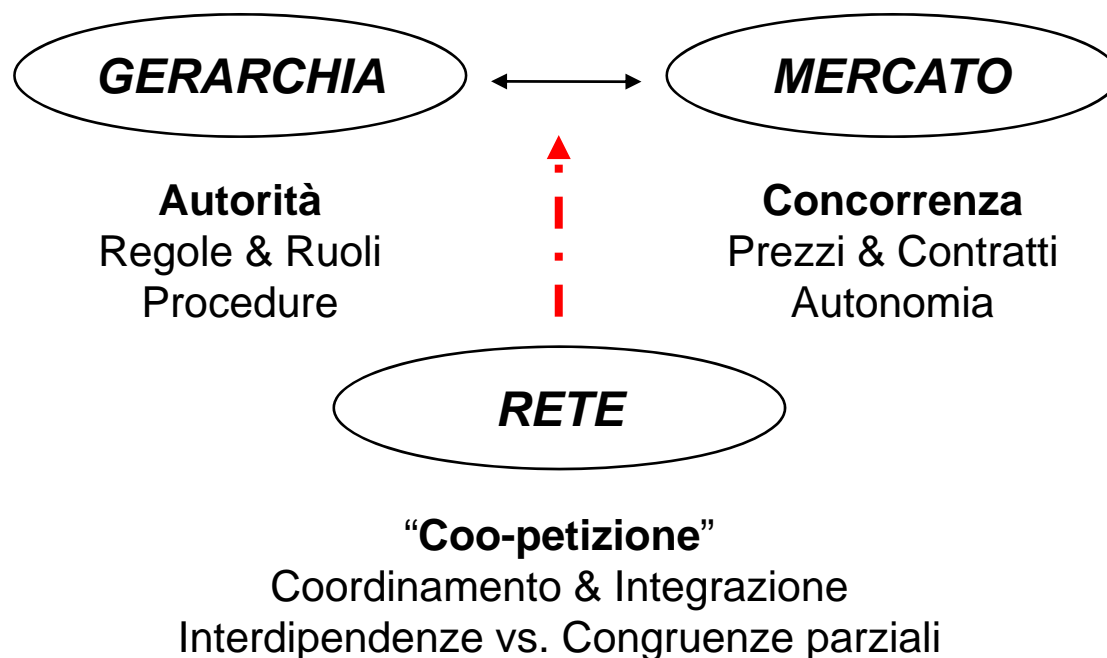 GERARCHIA
MERCATO
Autorità
Regole & Ruoli
Procedure
Concorrenza
Prezzi & Contratti
Autonomia
RETE
“Coo-petizione”
Coordinamento & Integrazione
Interdipendenze vs. Congruenze parziali